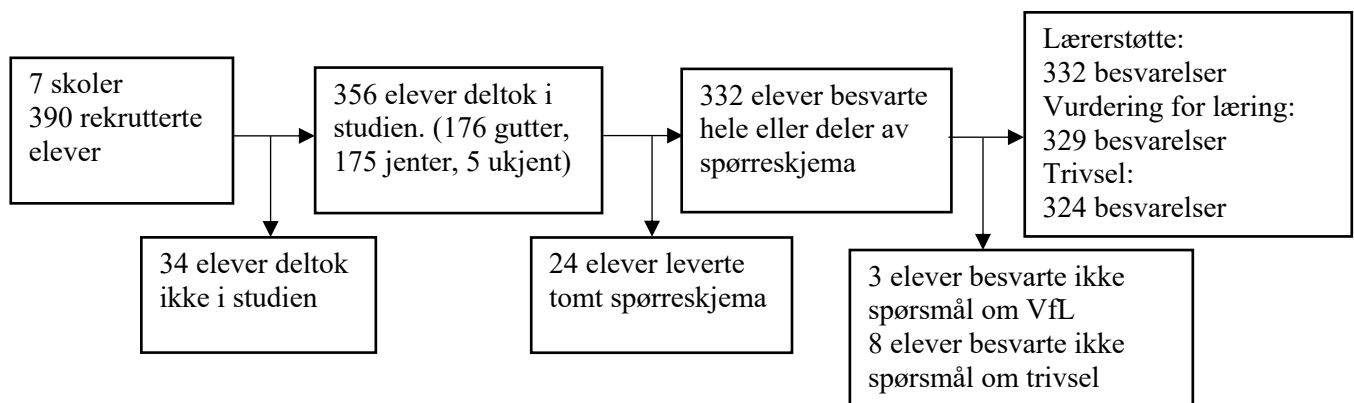 7 skoler
390 rekrutterte
elever
356 elever deltok i
studien. (176 gutter,
175 jenter, 5 ukjent)
332 elever besvarte
hele eller deler av
spørreskjema
Lærerstøtte:
332 besvarelser
Vurdering for læring:
329 besvarelser
Trivsel:
324 besvarelser
34 elever deltok
ikke i studien
24 elever leverte
tomt spørreskjema
3 elever besvarte ikke
spørsmål om VfL
8 elever besvarte ikke
spørsmål om trivsel